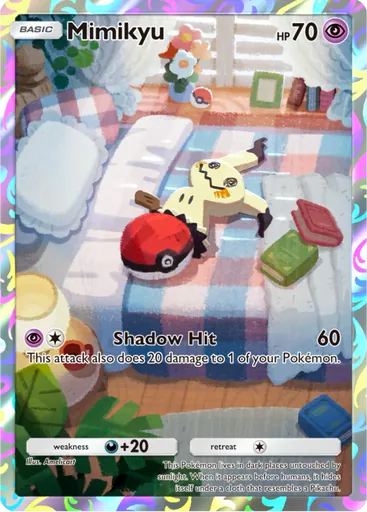 BASIC Mimikyu HP 70
Shadow Hit 60
This attack also does 20 damage to 1 of your Pokémon.
weakness +20 retreat
Illus. Amelicart
This Pokémon lives in dark places untouched by
sunlight. When it appears before humans, it hides
itself under a cloth that resembles a Pikachu.